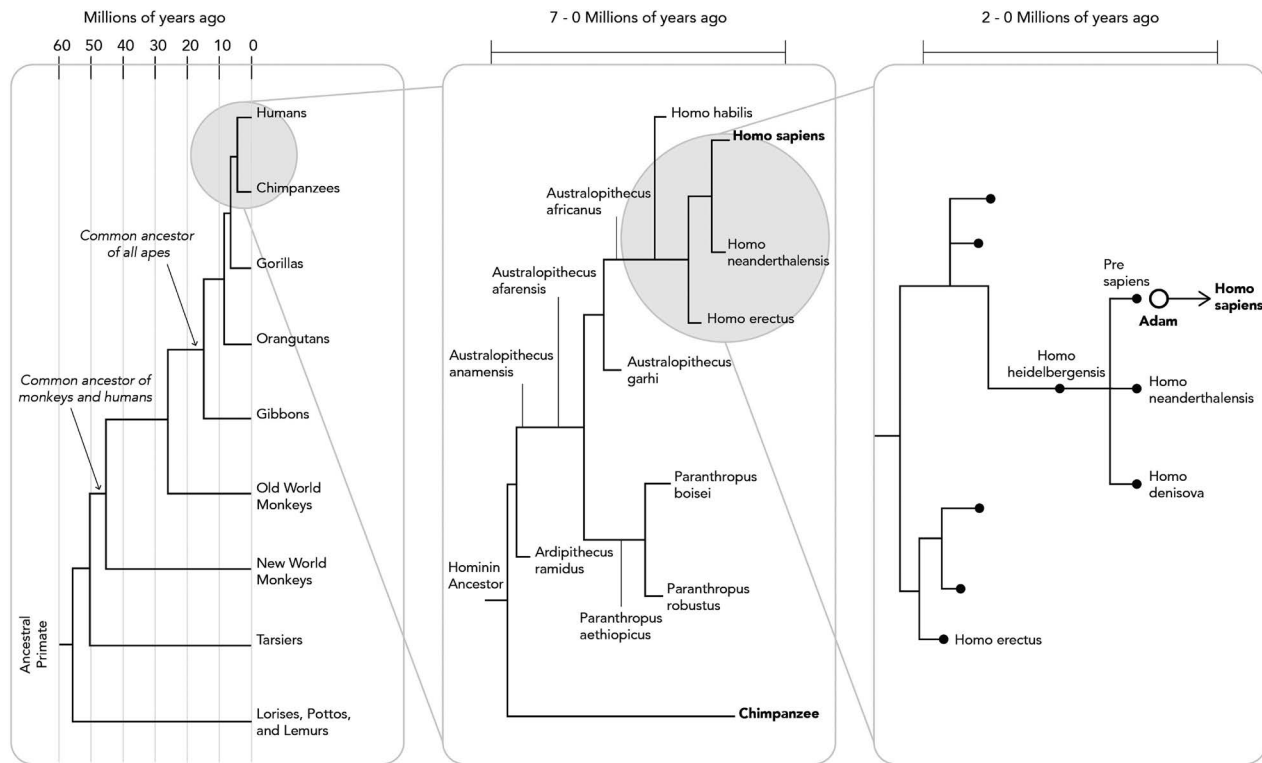 Millions of years ago
60 50 40 30 20 10 0
Humans
Chimpanzees
Common ancestor
of all apes
Gorillas
Orangutans
Common ancestor of
monkeys and humans
Gibbons
Old World
Monkeys
New World
Monkeys
Tarsiers
Ancestral
Primate
Lorises, Pottos,
and Lemurs
7 - 0 Millions of years ago
Homo habilis
Homo sapiens
Australopithecus
africanus
Homo
neanderthalensis
Australopithecus
afarensis
Homo erectus
Australopithecus
anamensis
Australopithecus
garhi
Paranthropus
boisei
Ardipithecus
ramidus
Hominin
Ancestor
Paranthropus
robustus
Paranthropus
aethiopicus
Chimpanzee
2 - 0 Millions of years ago
Pre
sapiens
Adam
Homo
sapiens
Homo
heidelbergensis
Homo
neanderthalensis
Homo
denisova
Homo erectus